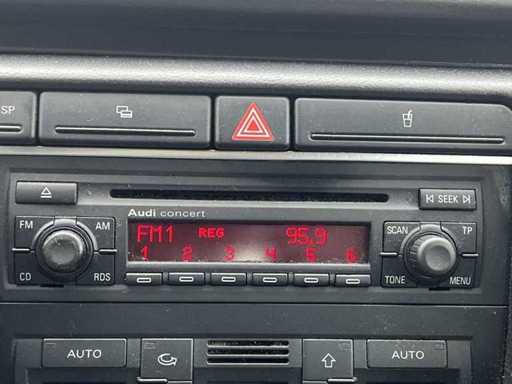 SP
SEEK
Audi concert
FM AM
FM1 REG 95.9
SCAN TP
1 2 3 4 5 6
CD RDS
TONE MENU
AUTO AUTO